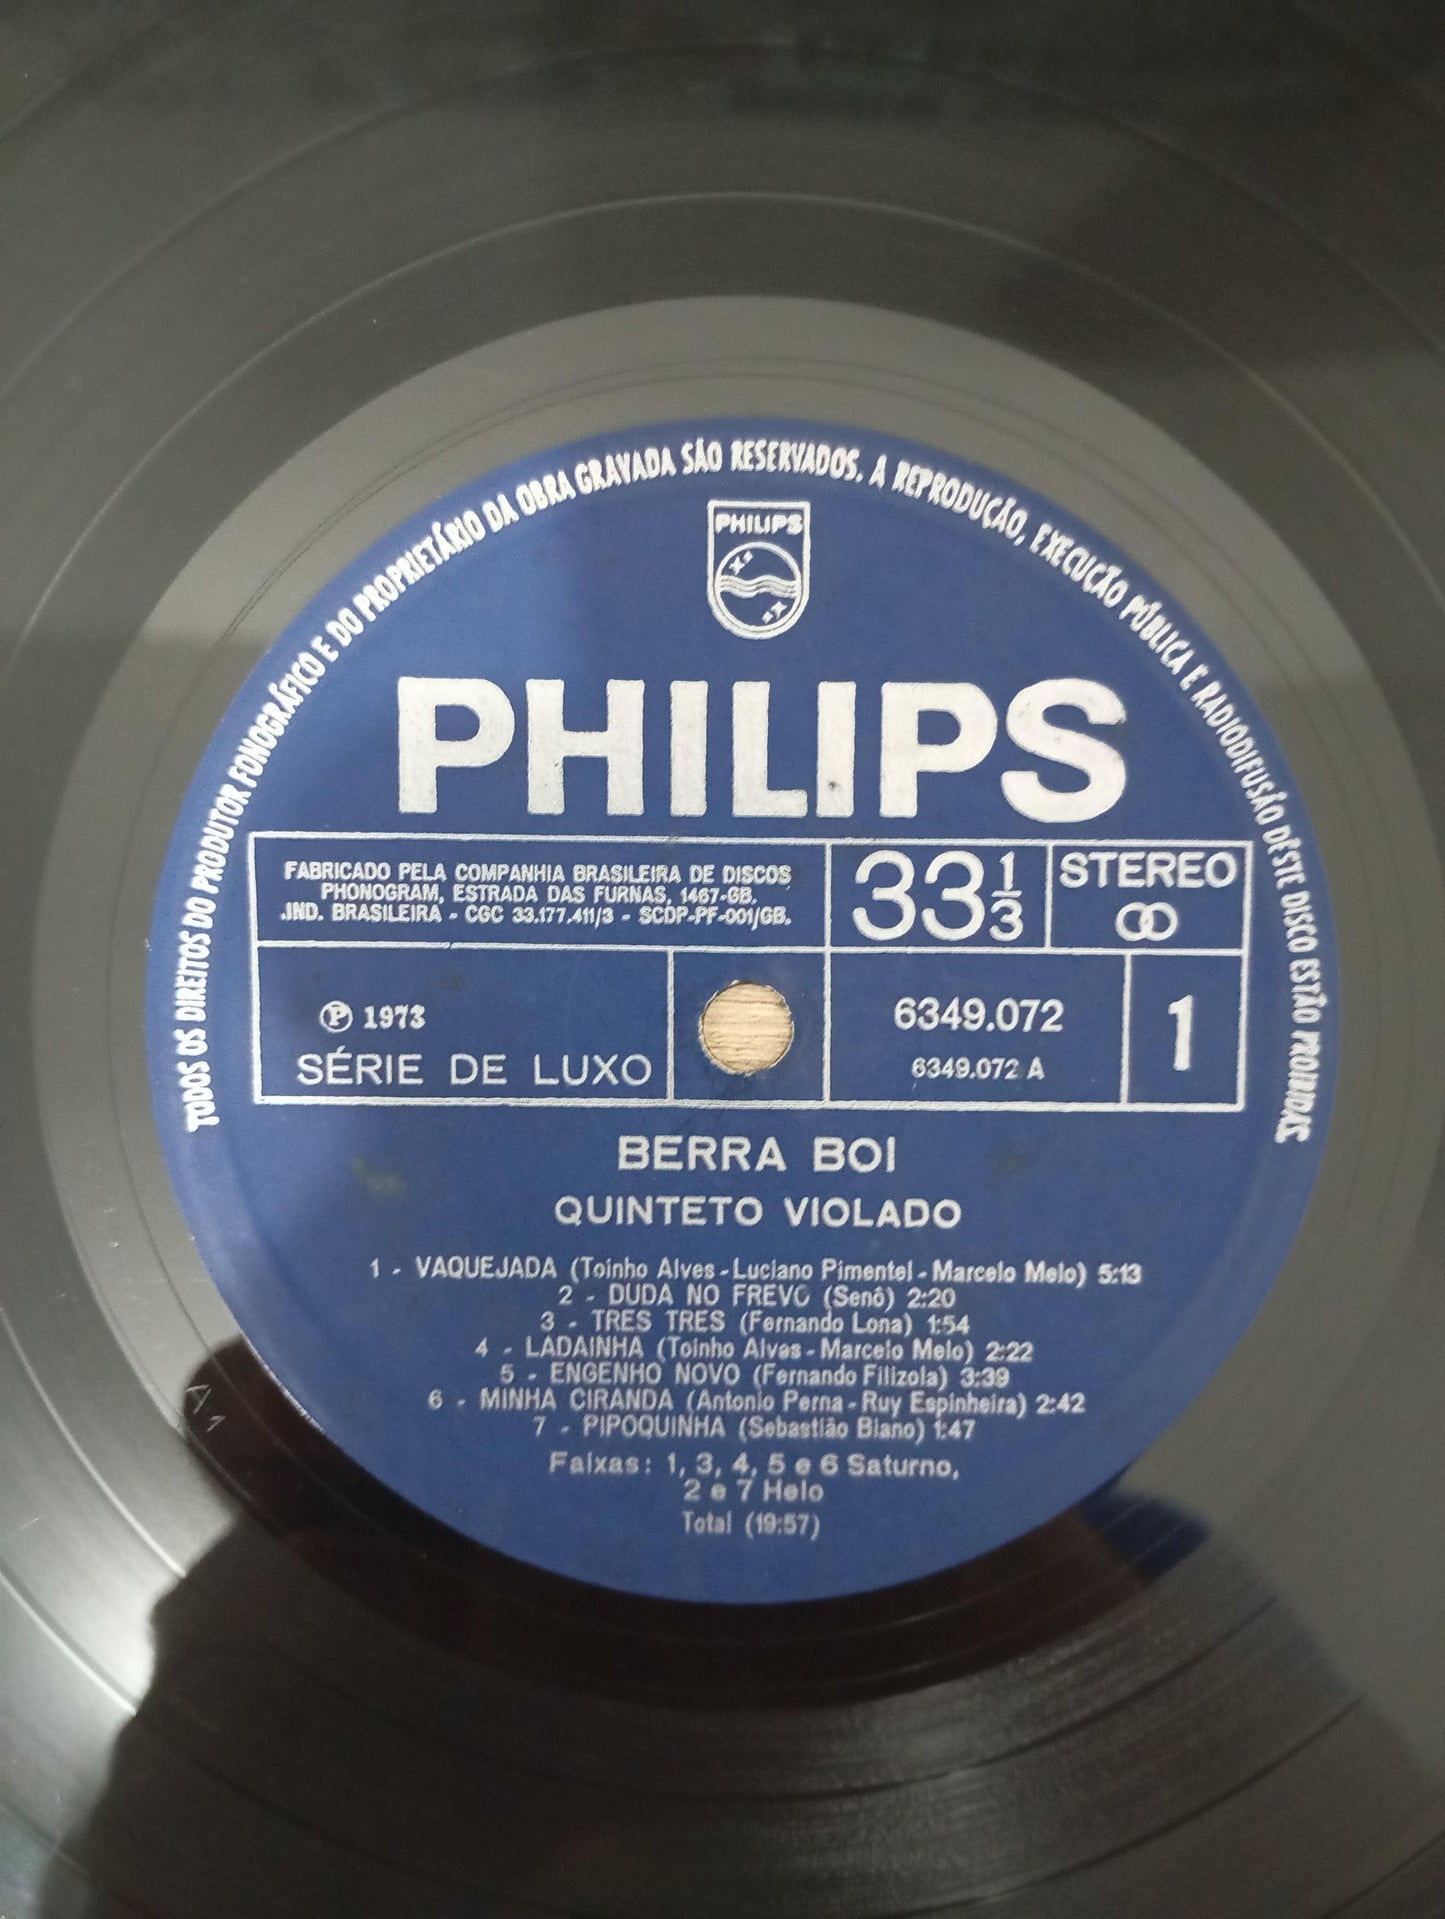 TODOS OS DIREITOS DO PRODUTOR FONOGRÁFICO E DO PROPRIETÁRIO DA OBRA GRAVADA SÃO RESERVADOS. A REPRODUÇÃO, EXECUÇÃO PÚBLICA E RADIODIFUSÃO DÊSTE DISCO ESTÃO PROIBIDAS
PHILIPS
PHILIPS
FABRICADO PELA COMPANHIA BRASILEIRA DE DISCOS
PHONOGRAM, ESTRADA DAS FURNAS, 1467-GB.
IND. BRASILEIRA - CGC 33.177.411/3 - SCDP-PF-001/GB.
33 1/3
STEREO
℗ 1973
SÉRIE DE LUXO
6349.072
6349.072 A
1
BERRA BOI
QUINTETO VIOLADO
1 - VAQUEJADA (Toinho Alves - Luciano Pimentel - Marcelo Melo) 5:13
2 - DUDA NO FREVO (Senô) 2:20
3 - TRES TRES (Fernando Lona) 1:54
4 - LADAINHA (Toinho Alves - Marcelo Melo) 2:22
5 - ENGENHO NOVO (Fernando Filizola) 3:39
6 - MINHA CIRANDA (Antonio Perna - Ruy Espinheira) 2:42
7 - PIPOQUINHA (Sebastião Biano) 1:47
Faixas: 1, 3, 4, 5 e 6 Saturno,
2 e 7 Helo
Total (19:57)
A1